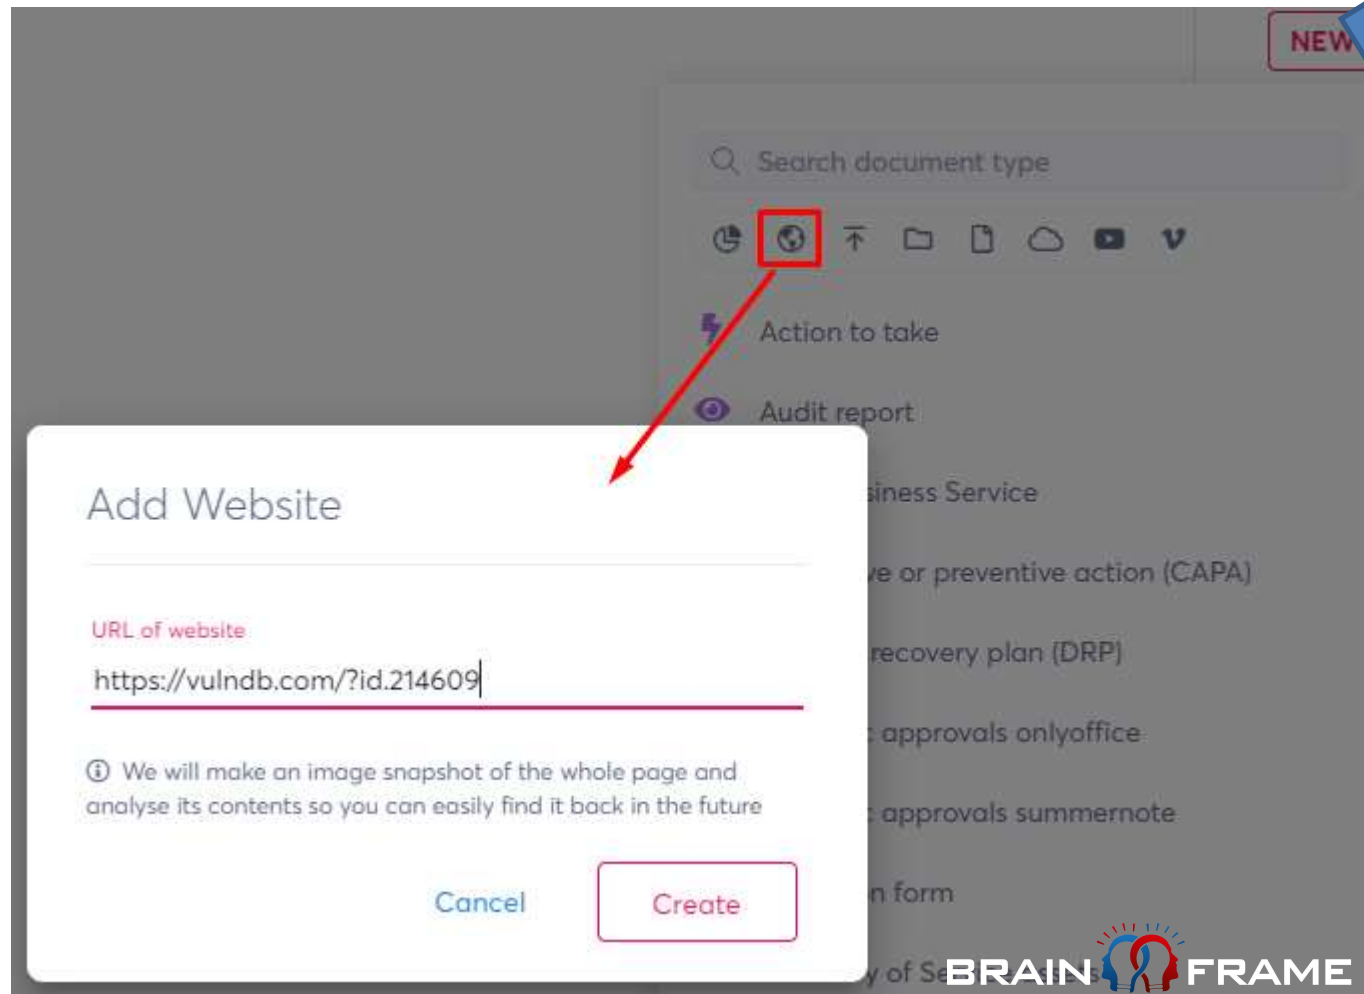 NEW
Search document type
Action to take
Audit report
Add Website
siness Service
ve or preventive action (CAPA)
URL of website
recovery plan (DRP)
https://vulndb.com/?id.214609
approvals onlyoffice
We will make an image snapshot of the whole page and
analyse its contents so you can easily find it back in the future
approvals summernote
Cancel
Create
n form
y of Se
BRAIN FRAME